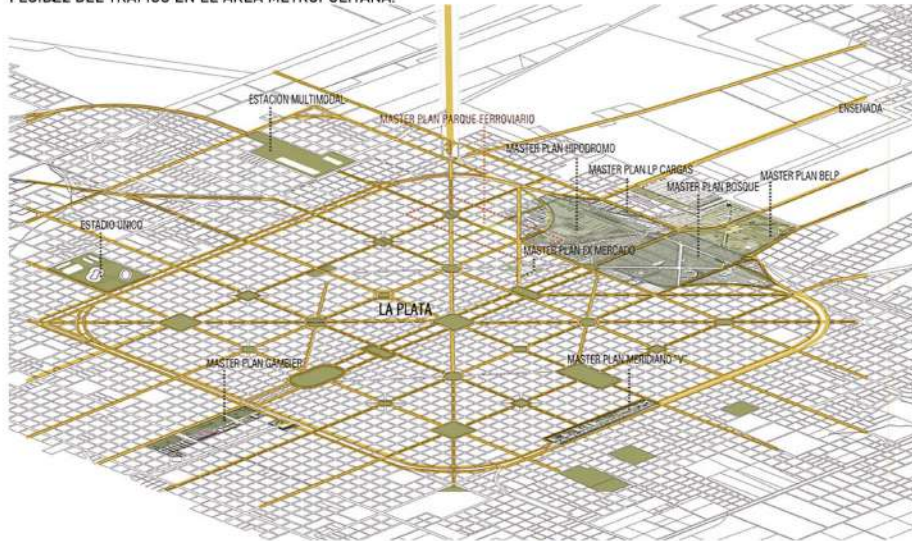 ESTACIÓN MULTIMODAL
MASTER PLAN PARQUE FERROVIARIO
ENSENADA
MASTER PLAN HIPODROMO
MASTER PLAN LP CARGAS
MASTER PLAN BELP
MASTER PLAN BOSQUE
ESTADIO ÚNICO
MASTER PLAN EX MERCADO
LA PLATA
MASTER PLAN GAMBIER
MASTER PLAN MERIDIANO "V"